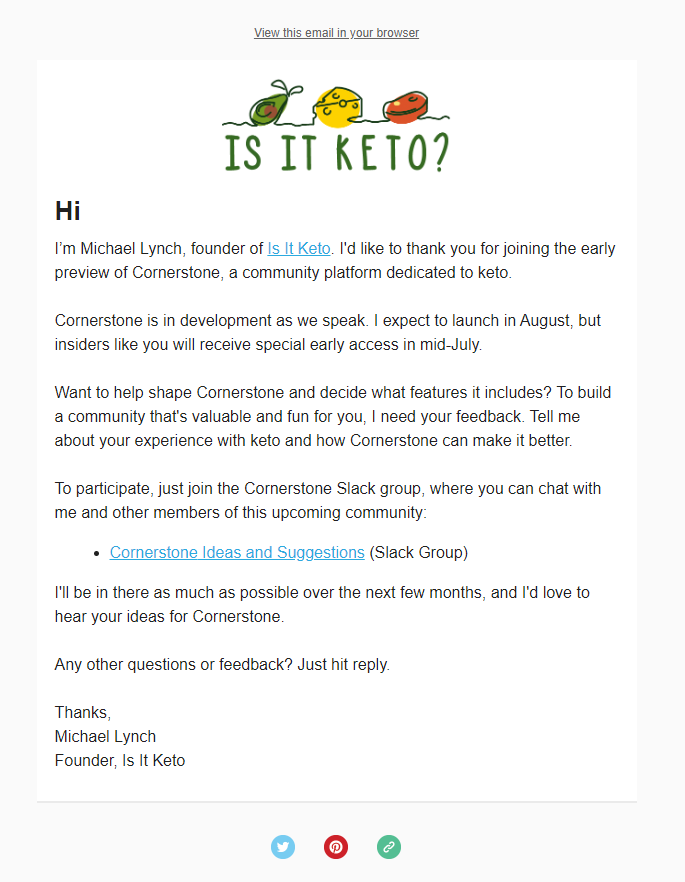 View this email in your browser
IS IT KETO?
Hi
I’m Michael Lynch, founder of Is It Keto. I'd like to thank you for joining the early
preview of Cornerstone, a community platform dedicated to keto.
Cornerstone is in development as we speak. I expect to launch in August, but
insiders like you will receive special early access in mid-July.
Want to help shape Cornerstone and decide what features it includes? To build
a community that's valuable and fun for you, I need your feedback. Tell me
about your experience with keto and how Cornerstone can make it better.
To participate, just join the Cornerstone Slack group, where you can chat with
me and other members of this upcoming community:
• Cornerstone Ideas and Suggestions (Slack Group)
I'll be in there as much as possible over the next few months, and I'd love to
hear your ideas for Cornerstone.
Any other questions or feedback? Just hit reply.
Thanks,
Michael Lynch
Founder, Is It Keto